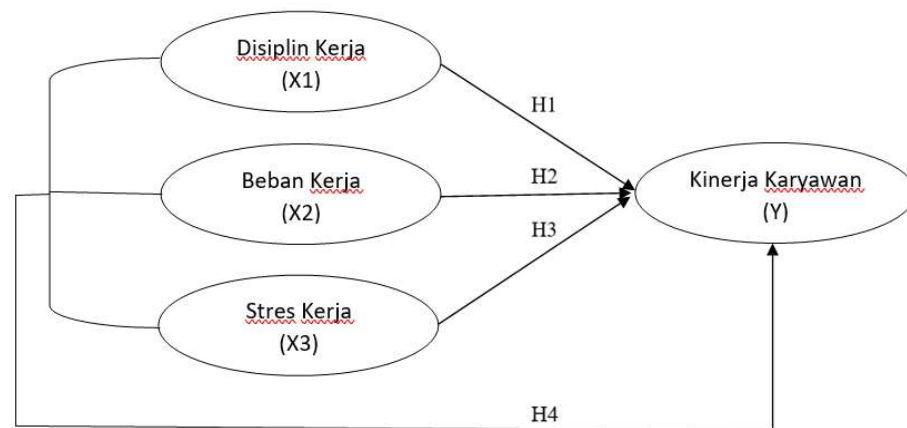 Disiplin Kerja
(X1)
H1
Beban Kerja
(X2)
H2
Kinerja Karyawan
(Y)
H3
Stres Kerja
(X3)
H4